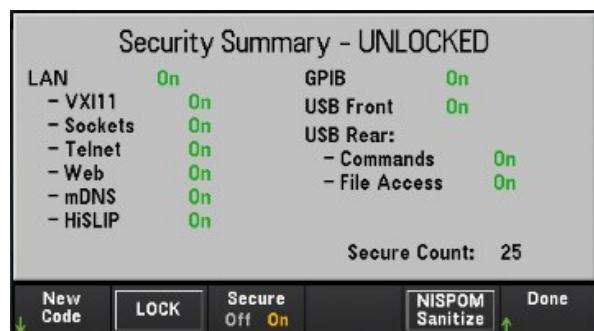 Security Summary - UNLOCKED
LAN On
- VXI11 On
- Sockets On
- Telnet On
- Web On
- mDNS On
- HiSLIP On
GPIB On
USB Front On
USB Rear:
- Commands On
- File Access On
Secure Count: 25
New
Code
LOCK
Secure
Off On
NISPOM
Sanitize
Done